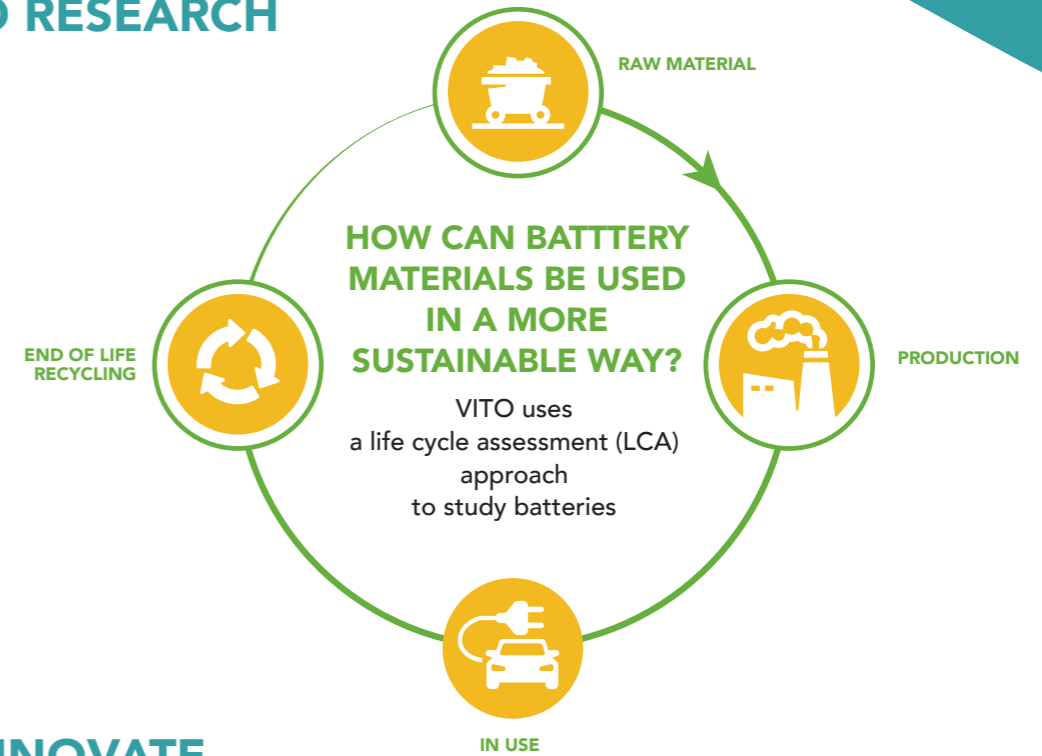 RESEARCH
RAW MATERIAL
HOW CAN BATTTERY
MATERIALS BE USED
IN A MORE
SUSTAINABLE WAY?
VITO uses
a life cycle assessment (LCA)
approach
to study batteries
END OF LIFE
RECYCLING
PRODUCTION
IN USE
INNOVATE